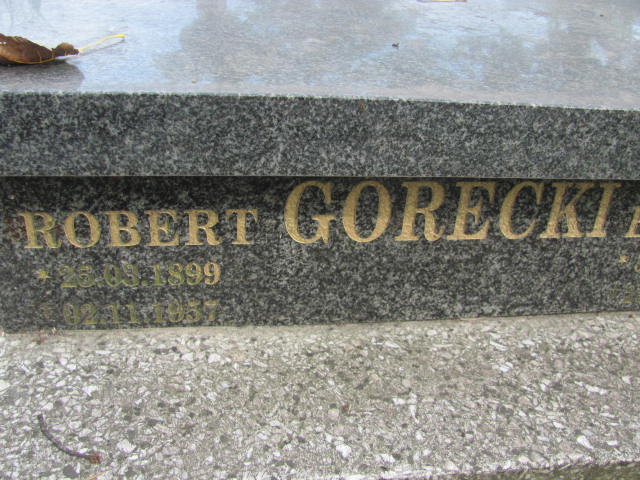 ROBERT GORECKI
* 25.03.1899
† 02.11.1957